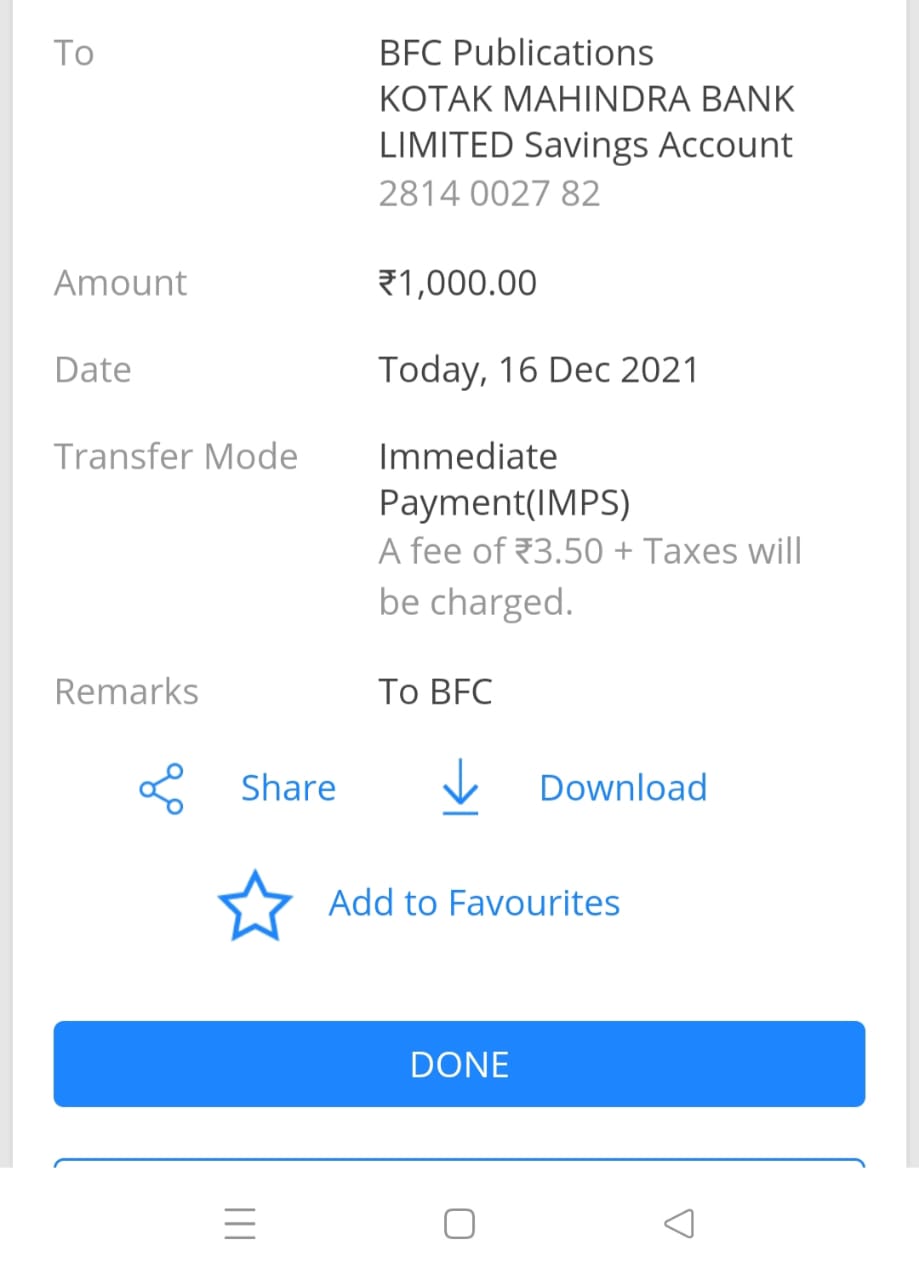 To
BFC Publications
KOTAK MAHINDRA BANK
LIMITED Savings Account
2814 0027 82
Amount
₹1,000.00
Date
Today, 16 Dec 2021
Transfer Mode
Immediate
Payment(IMPS)
A fee of ₹3.50 + Taxes will
be charged.
Remarks
To BFC
Share
Download
Add to Favourites
DONE